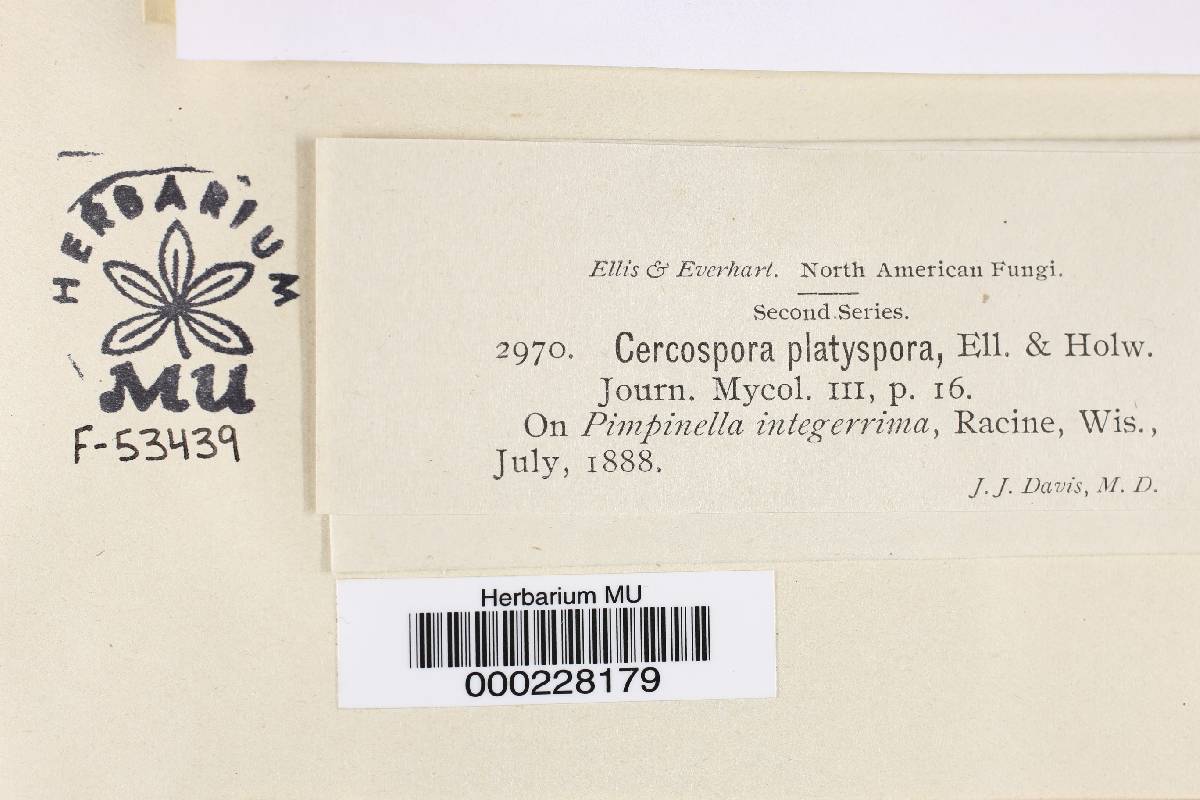 HERBARIUM
MU
F-53439
Ellis & Everhart. North American Fungi.
Second Series.
2970. Cercospora platyspora, Ell. & Holw.
Journ. Mycol. III, p. 16.
On Pimpinella integerrima, Racine, Wis.,
July, 1888.
J. J. Davis, M. D.
Herbarium MU
000228179